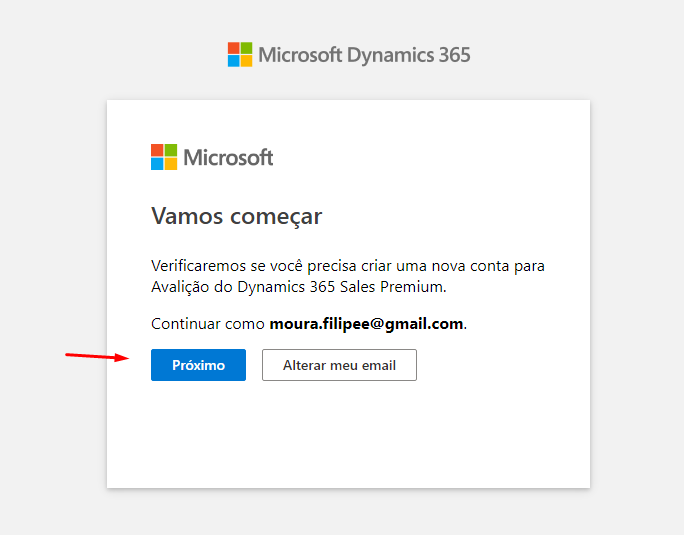 Microsoft Dynamics 365
Microsoft
Vamos começar
Verificaremos se você precisa criar uma nova conta para
Avalição do Dynamics 365 Sales Premium.
Continuar como moura.filipee@gmail.com.
Próximo
Alterar meu email